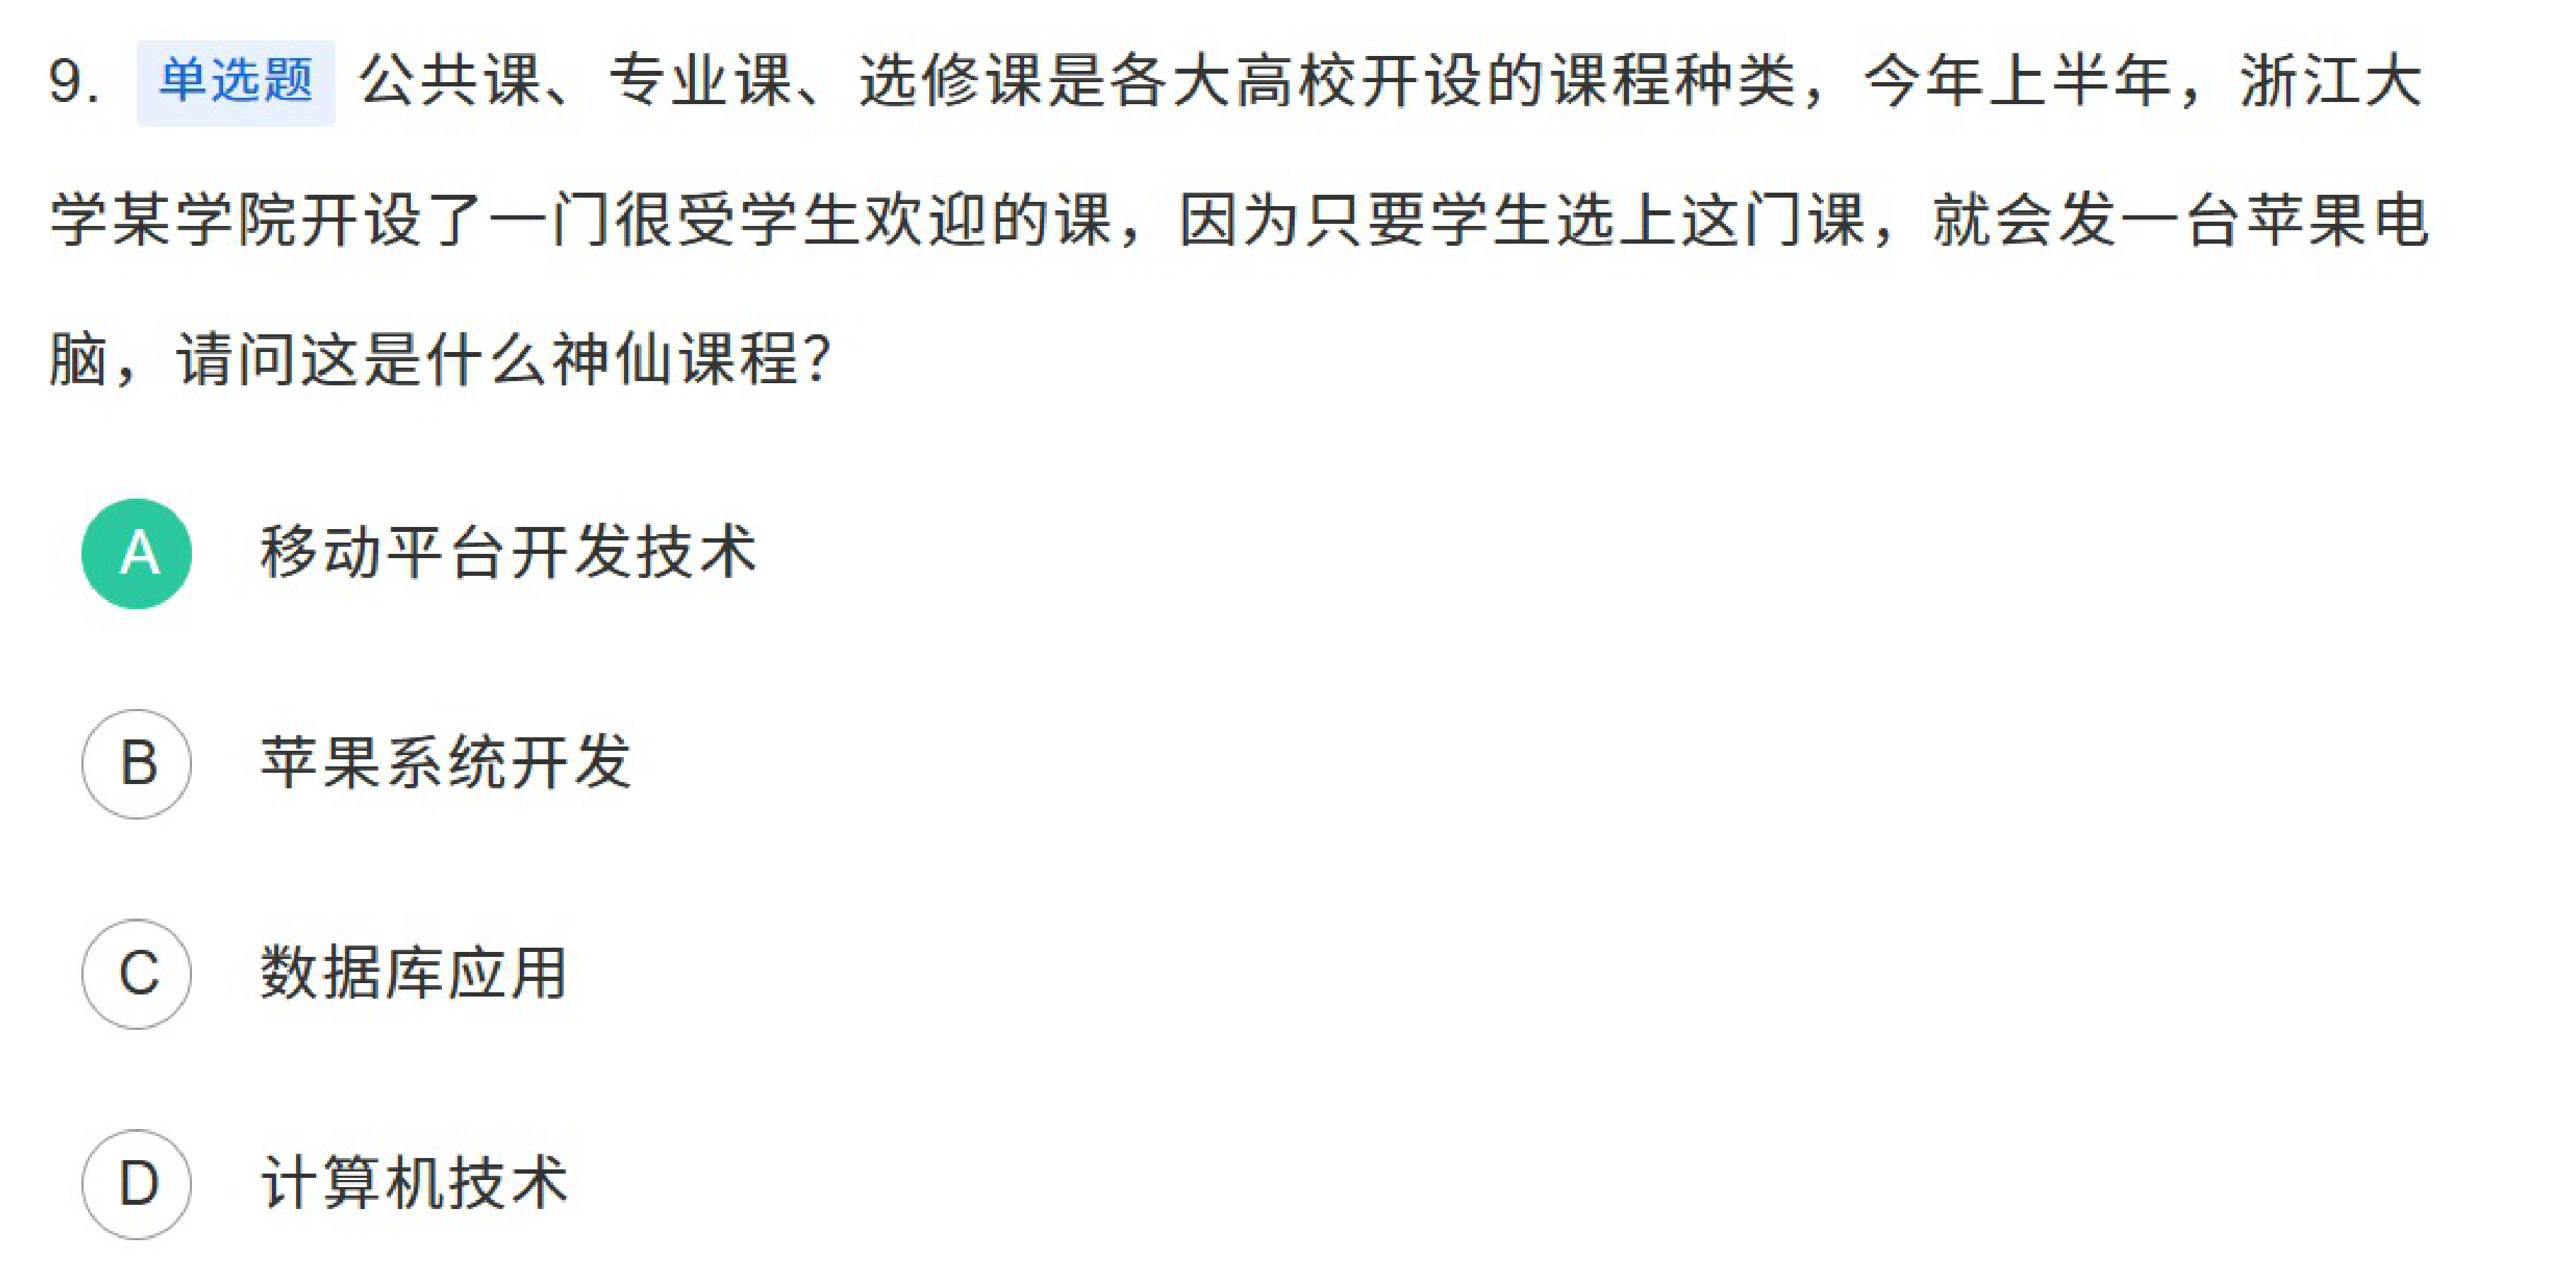 9. 单选题 公共课、专业课、选修课是各大高校开设的课程种类，今年上半年，浙江大
学某学院开设了一门很受学生欢迎的课，因为只要学生选上这门课，就会发一台苹果电
脑，请问这是什么神仙课程？
A 移动平台开发技术
B 苹果系统开发
C 数据库应用
D 计算机技术